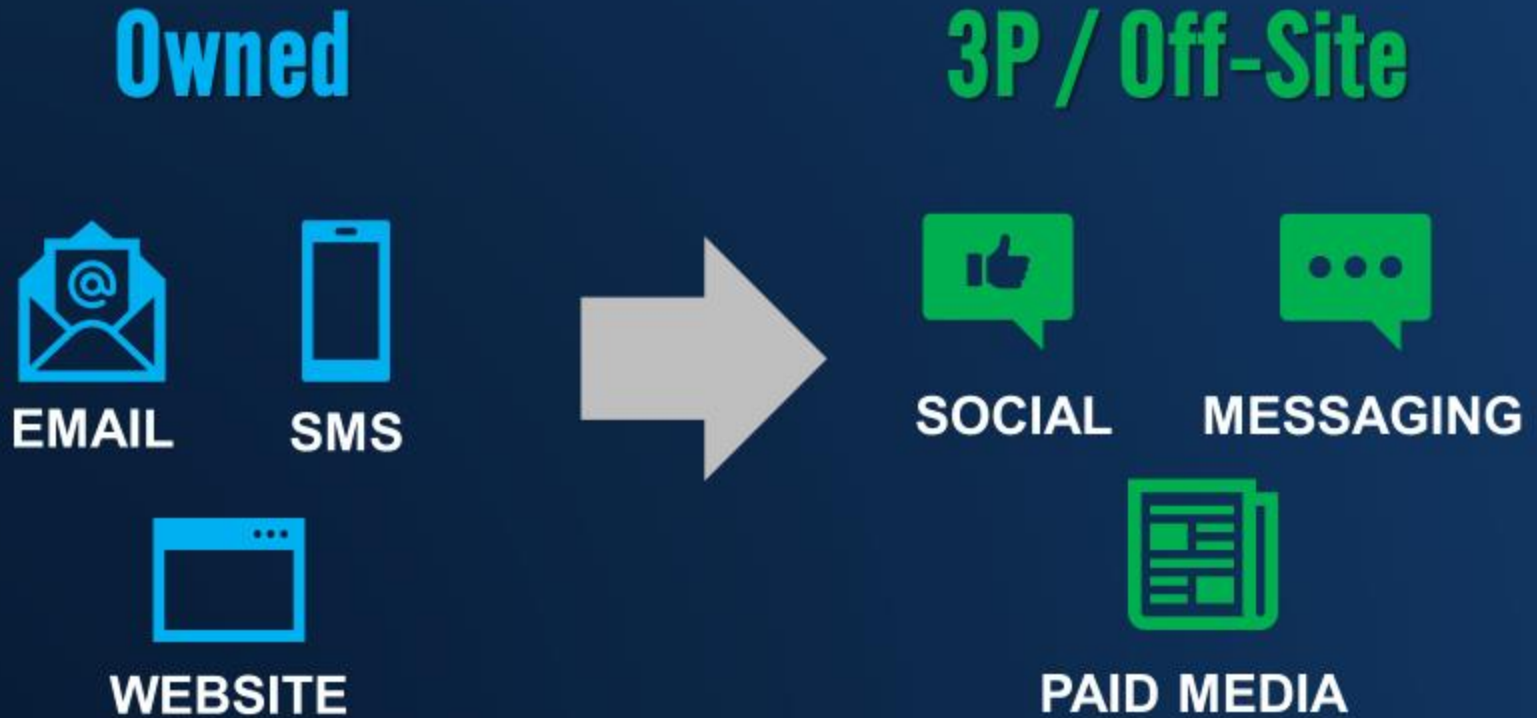 Owned
3P / Off-Site
@
EMAIL
SMS
SOCIAL
MESSAGING
WEBSITE
PAID MEDIA